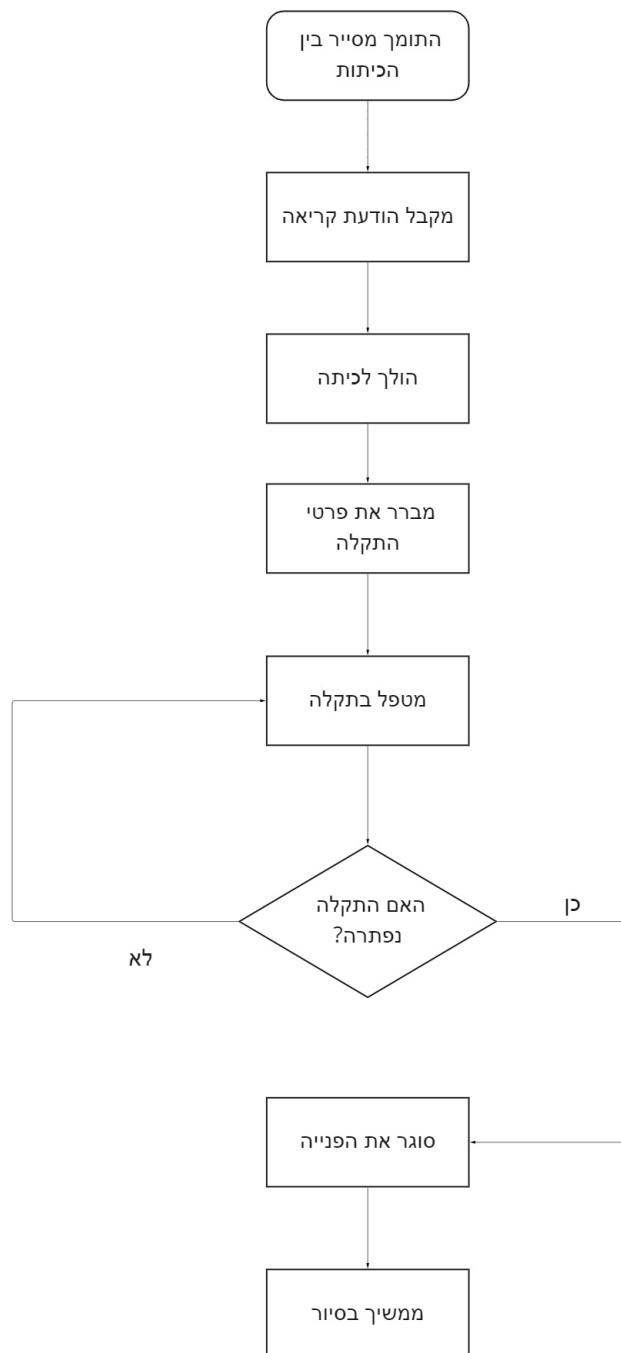 התומך מסייר בין
הכיתות
מקבל הודעת קריאה
הולך לכיתה
מברר את פרטי
התקלה
מטפל בתקלה
האם התקלה
נפתרה?
כן
לא
סוגר את הפנייה
ממשיך בסיור